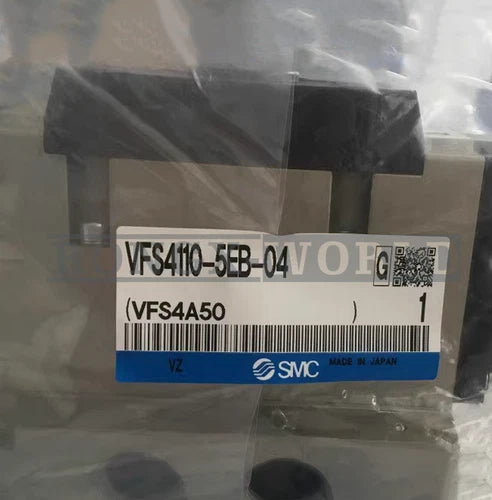 VFS4110-5EB-04
G
(VFS4A50 )
1
VZ
SMC
MADE IN JAPAN